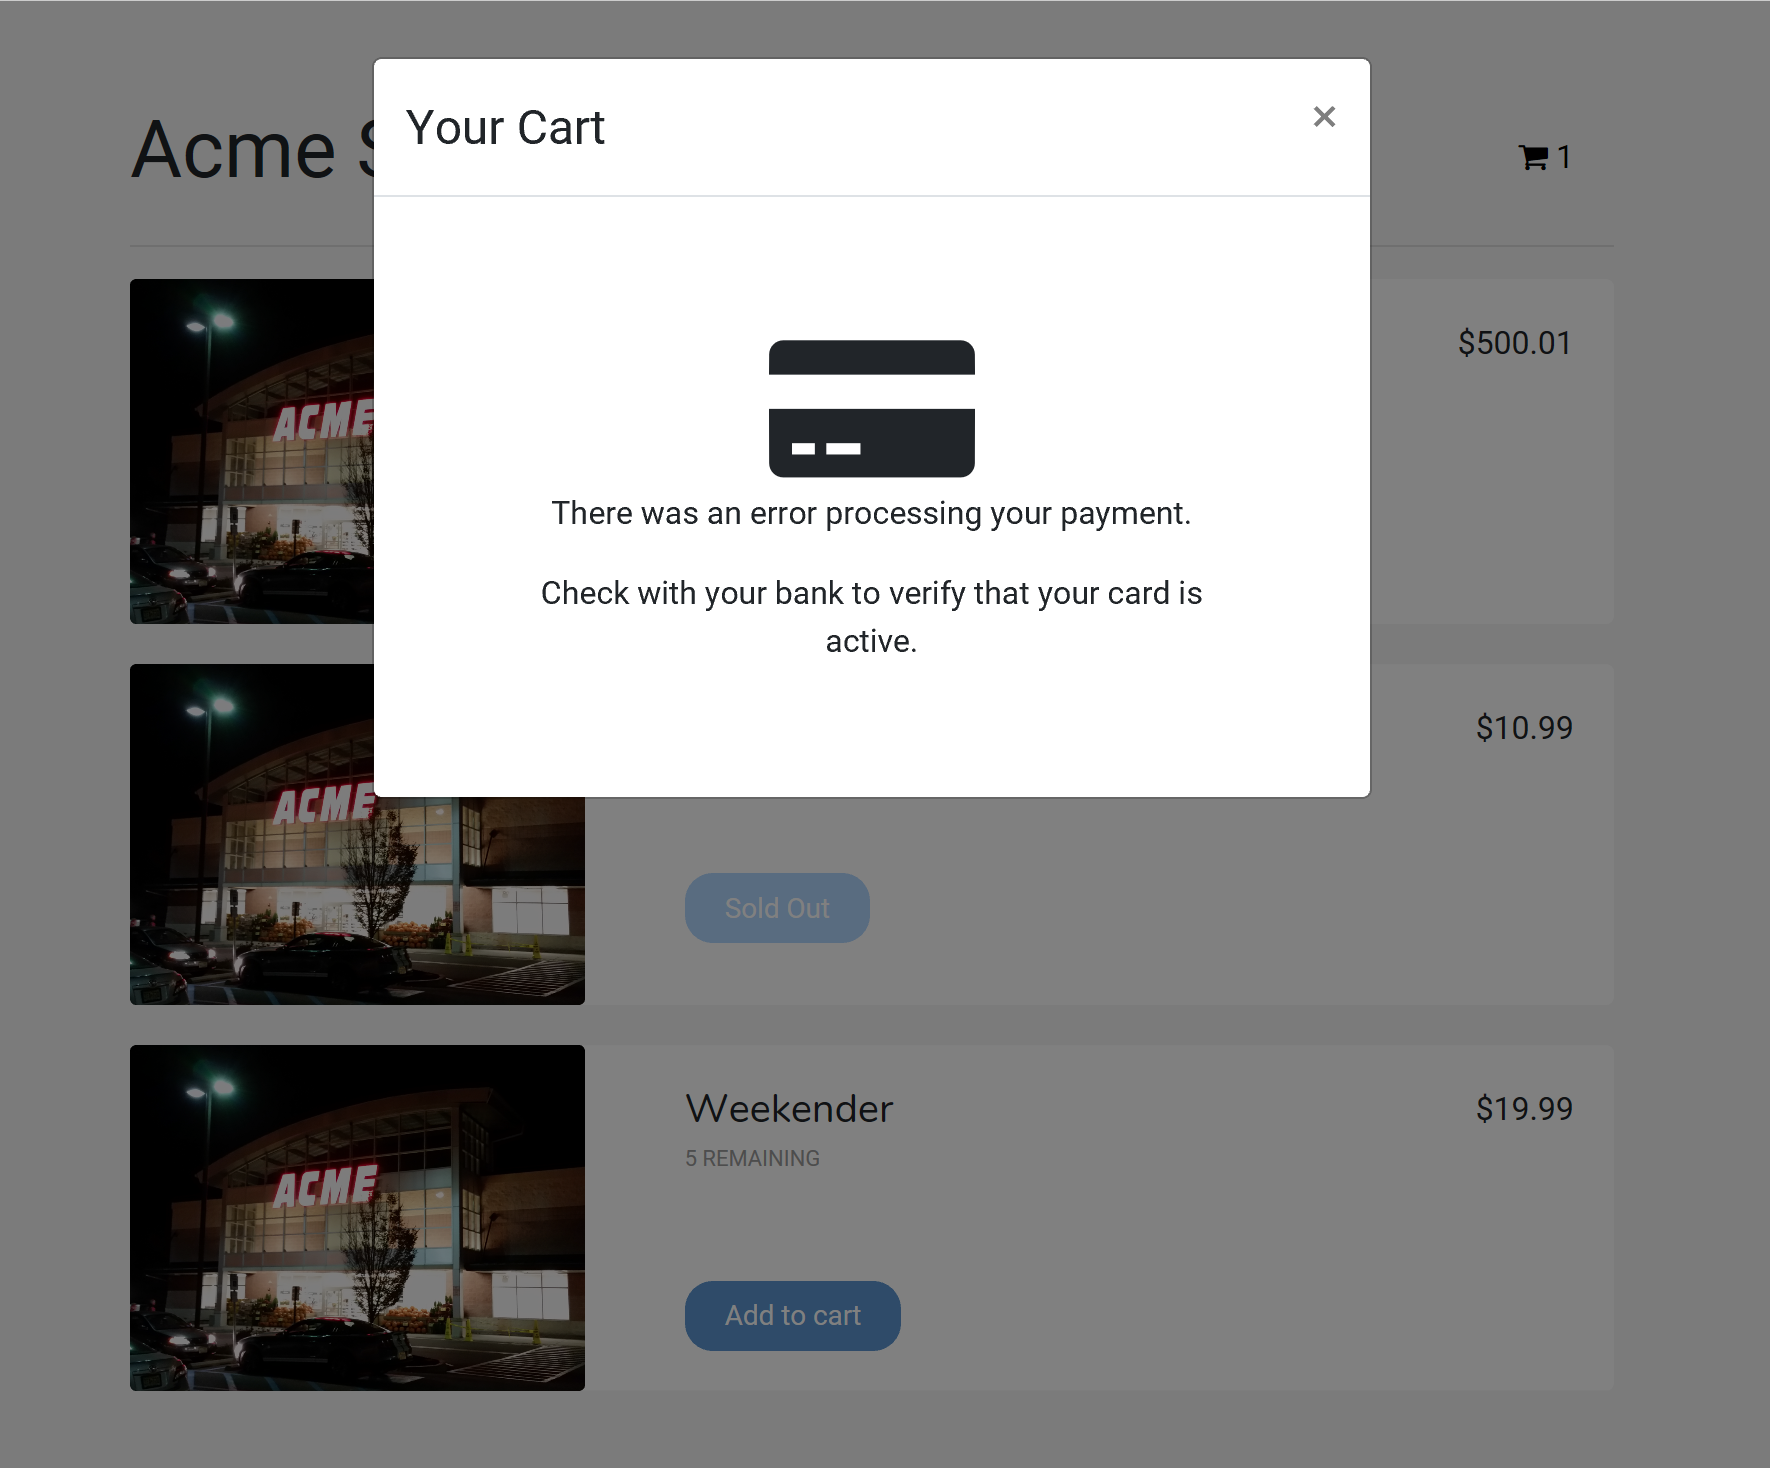 Your Cart
×
Acme
1
$500.01
ACME
There was an error processing your payment.
Check with your bank to verify that your card is
active.
$10.99
ACME
Sold Out
Weekender
$19.99
5 REMAINING
ACME
Add to cart